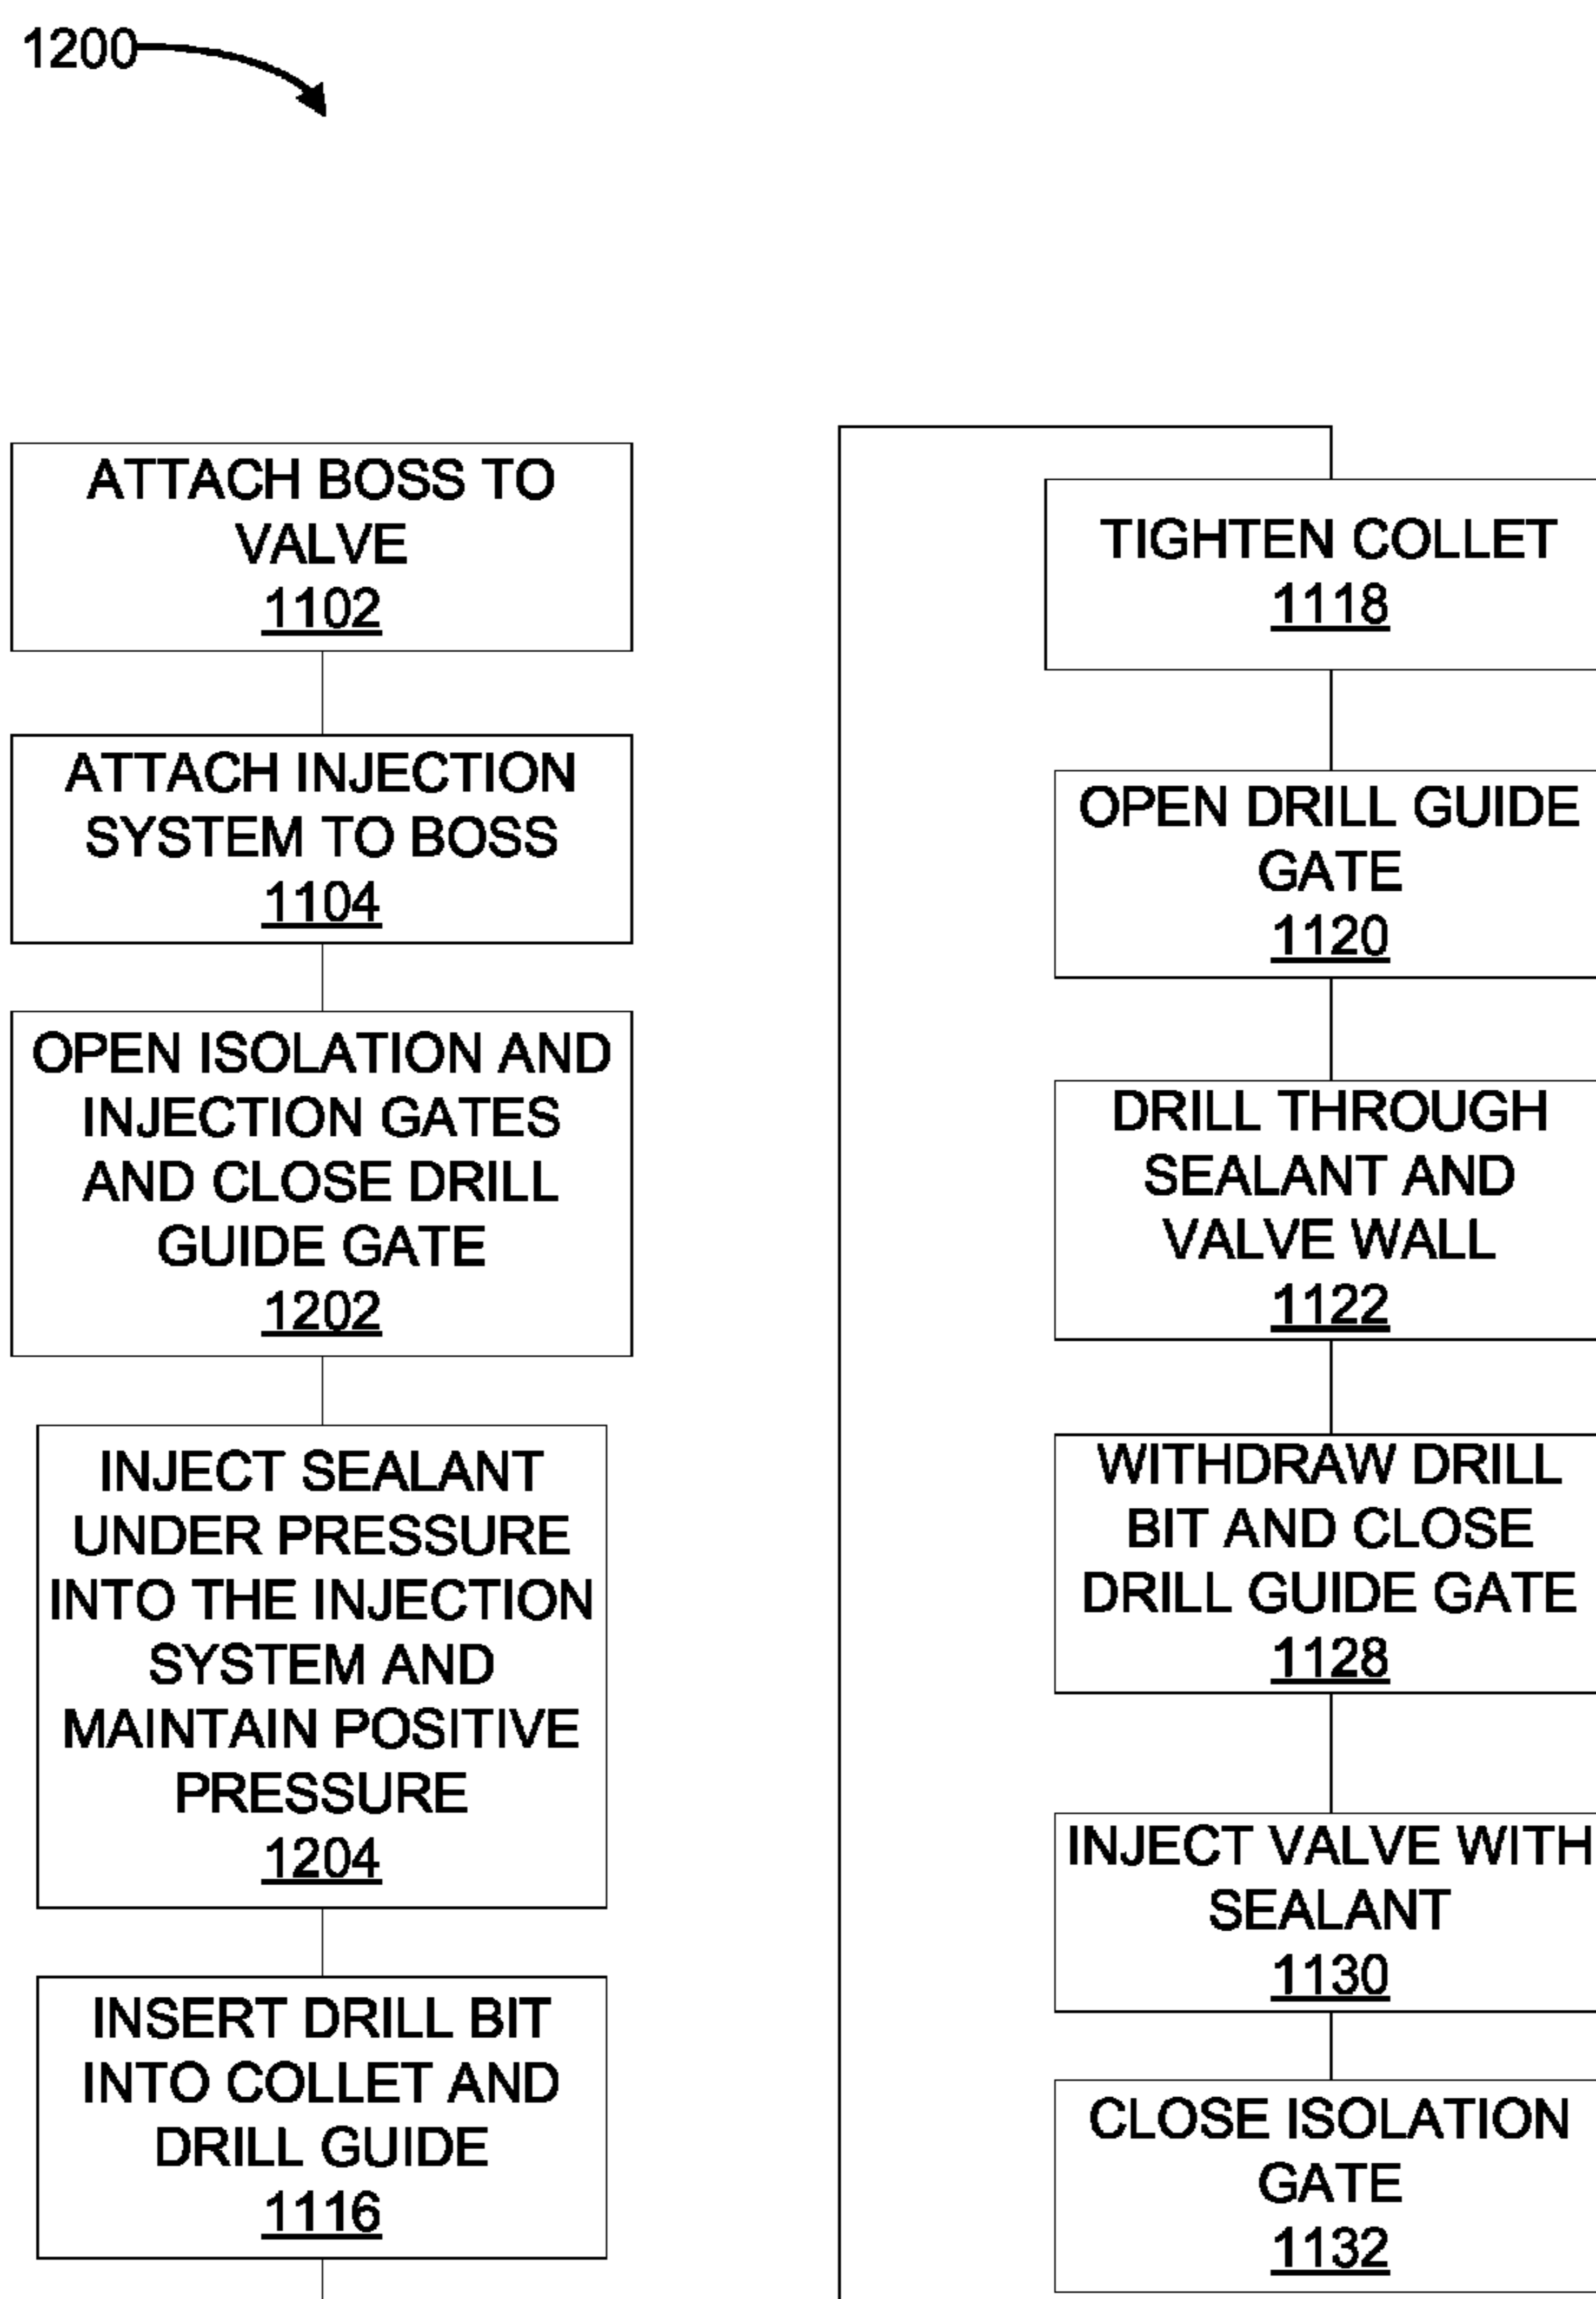 1200
ATTACH BOSS TO
VALVE
1102
ATTACH INJECTION
SYSTEM TO BOSS
1104
OPEN ISOLATION AND
INJECTION GATES
AND CLOSE DRILL
GUIDE GATE
1202
INJECT SEALANT
UNDER PRESSURE
INTO THE INJECTION
SYSTEM AND
MAINTAIN POSITIVE
PRESSURE
1204
INSERT DRILL BIT
INTO COLLET AND
DRILL GUIDE
1116
TIGHTEN COLLET
1118
OPEN DRILL GUIDE
GATE
1120
DRILL THROUGH
SEALANT AND
VALVE WALL
1122
WITHDRAW DRILL
BIT AND CLOSE
DRILL GUIDE GATE
1128
INJECT VALVE WITH
SEALANT
1130
CLOSE ISOLATION
GATE
1132